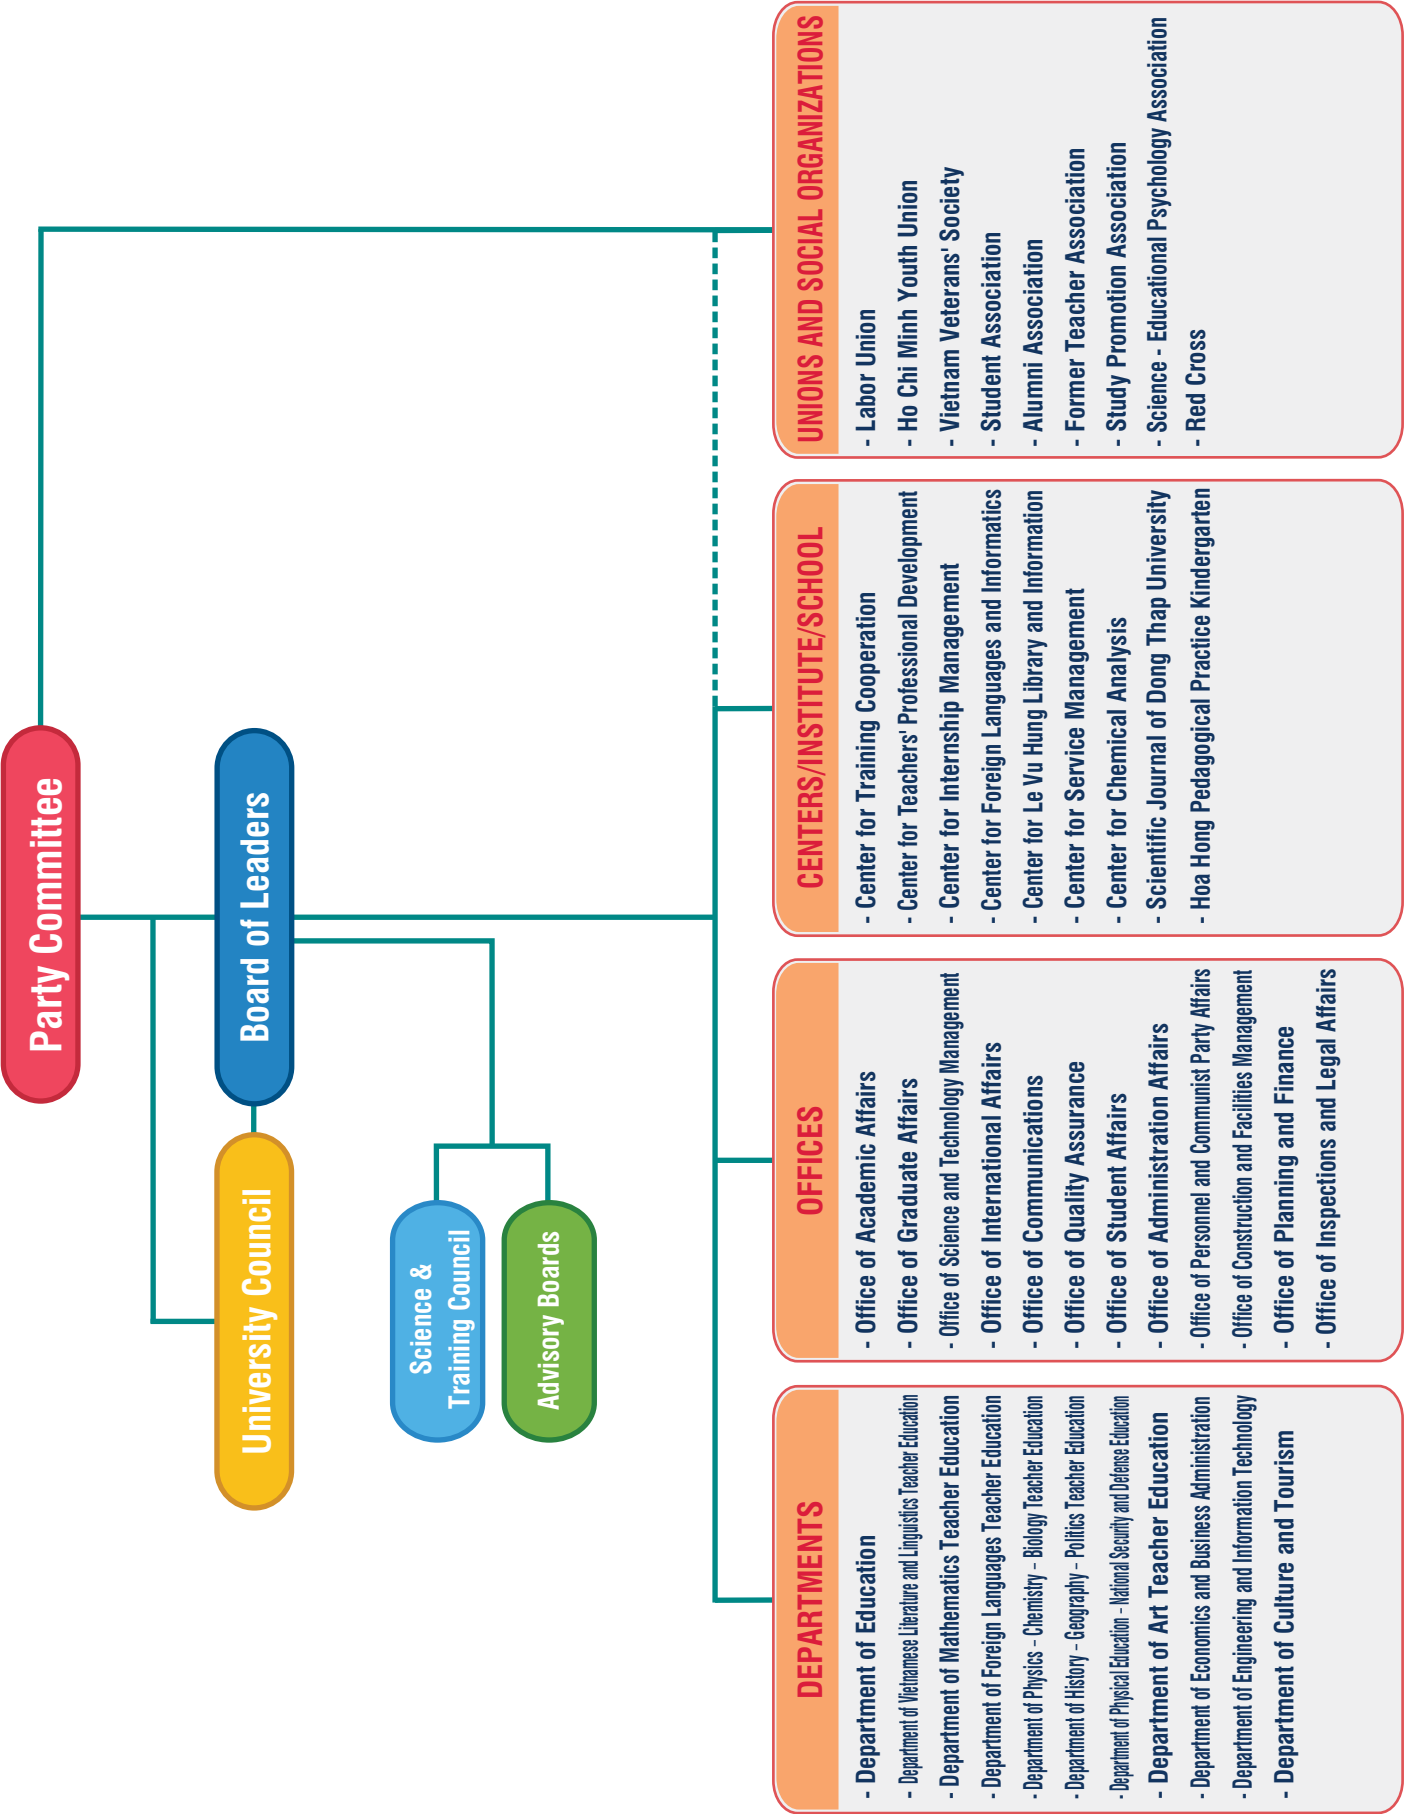 Party Committee
University Council
Board of Leaders
Science &
Training Council
Advisory Boards
DEPARTMENTS
- Department of Education
- Department of Vietnamese Literature and Linguistics Teacher Education
- Department of Mathematics Teacher Education
- Department of Foreign Languages Teacher Education
- Department of Physics – Chemistry – Biology Teacher Education
- Department of History – Geography – Politics Teacher Education
- Department of Physical Education – National Security and Defense Education
- Department of Art Teacher Education
- Department of Economics and Business Administration
- Department of Engineering and Information Technology
- Department of Culture and Tourism
OFFICES
- Office of Academic Affairs
- Office of Graduate Affairs
- Office of Science and Technology Management
- Office of International Affairs
- Office of Communications
- Office of Quality Assurance
- Office of Student Affairs
- Office of Administration Affairs
- Office of Personnel and Communist Party Affairs
- Office of Construction and Facilities Management
- Office of Planning and Finance
- Office of Inspections and Legal Affairs
CENTERS/INSTITUTE/SCHOOL
- Center for Training Cooperation
- Center for Teachers' Professional Development
- Center for Internship Management
- Center for Foreign Languages and Informatics
- Center for Le Vu Hung Library and Information
- Center for Service Management
- Center for Chemical Analysis
- Scientific Journal of Dong Thap University
- Hoa Hong Pedagogical Practice Kindergarten
UNIONS AND SOCIAL ORGANIZATIONS
- Labor Union
- Ho Chi Minh Youth Union
- Vietnam Veterans' Society
- Student Association
- Alumni Association
- Former Teacher Association
- Study Promotion Association
- Science - Educational Psychology Association
- Red Cross